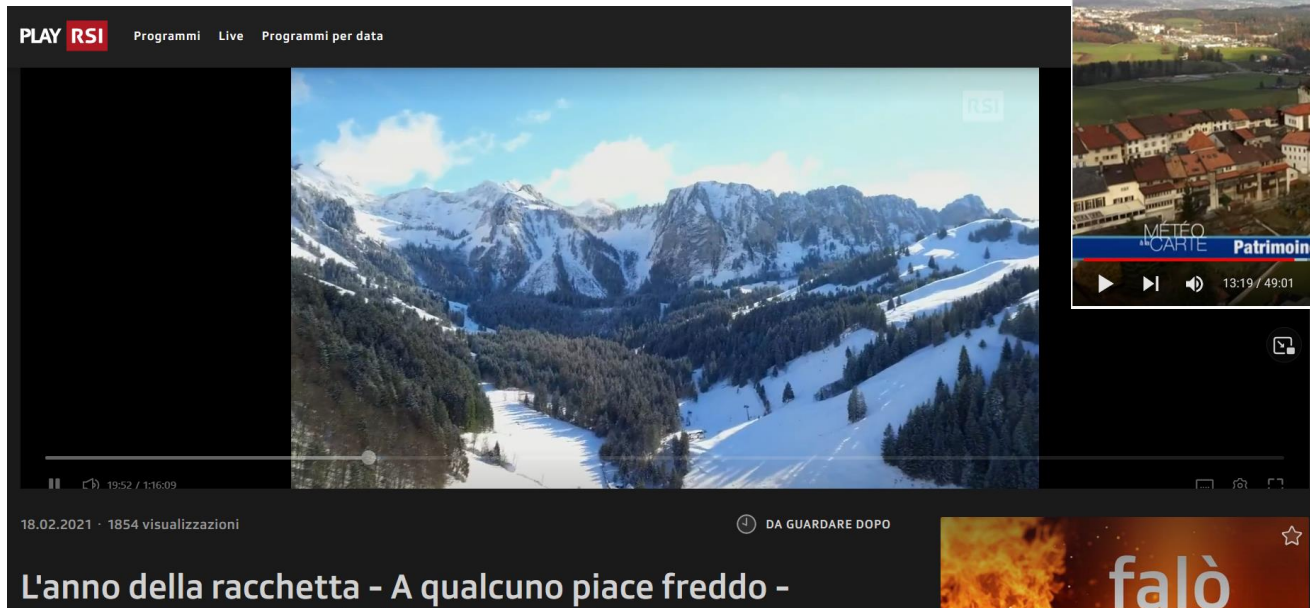 PLAY RSI Programmi Live Programmi per data
RSI
MÉTÉO
à la CARTE Patrimoin
13:19 / 49:01
19:52 / 1:16:09
18.02.2021 · 1854 visualizzazioni DA GUARDARE DOPO
L'anno della racchetta - A qualcuno piace freddo -
falò